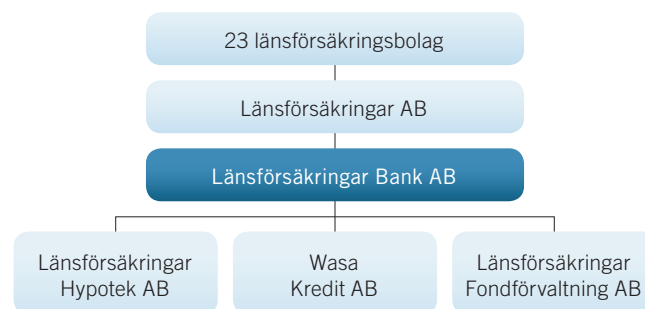 23 länsförsäkringsbolag
Länsförsäkringar AB
Länsförsäkringar Bank AB
Länsförsäkringar
Hypotek AB
Wasa
Kredit AB
Länsförsäkringar
Fondförvaltning AB